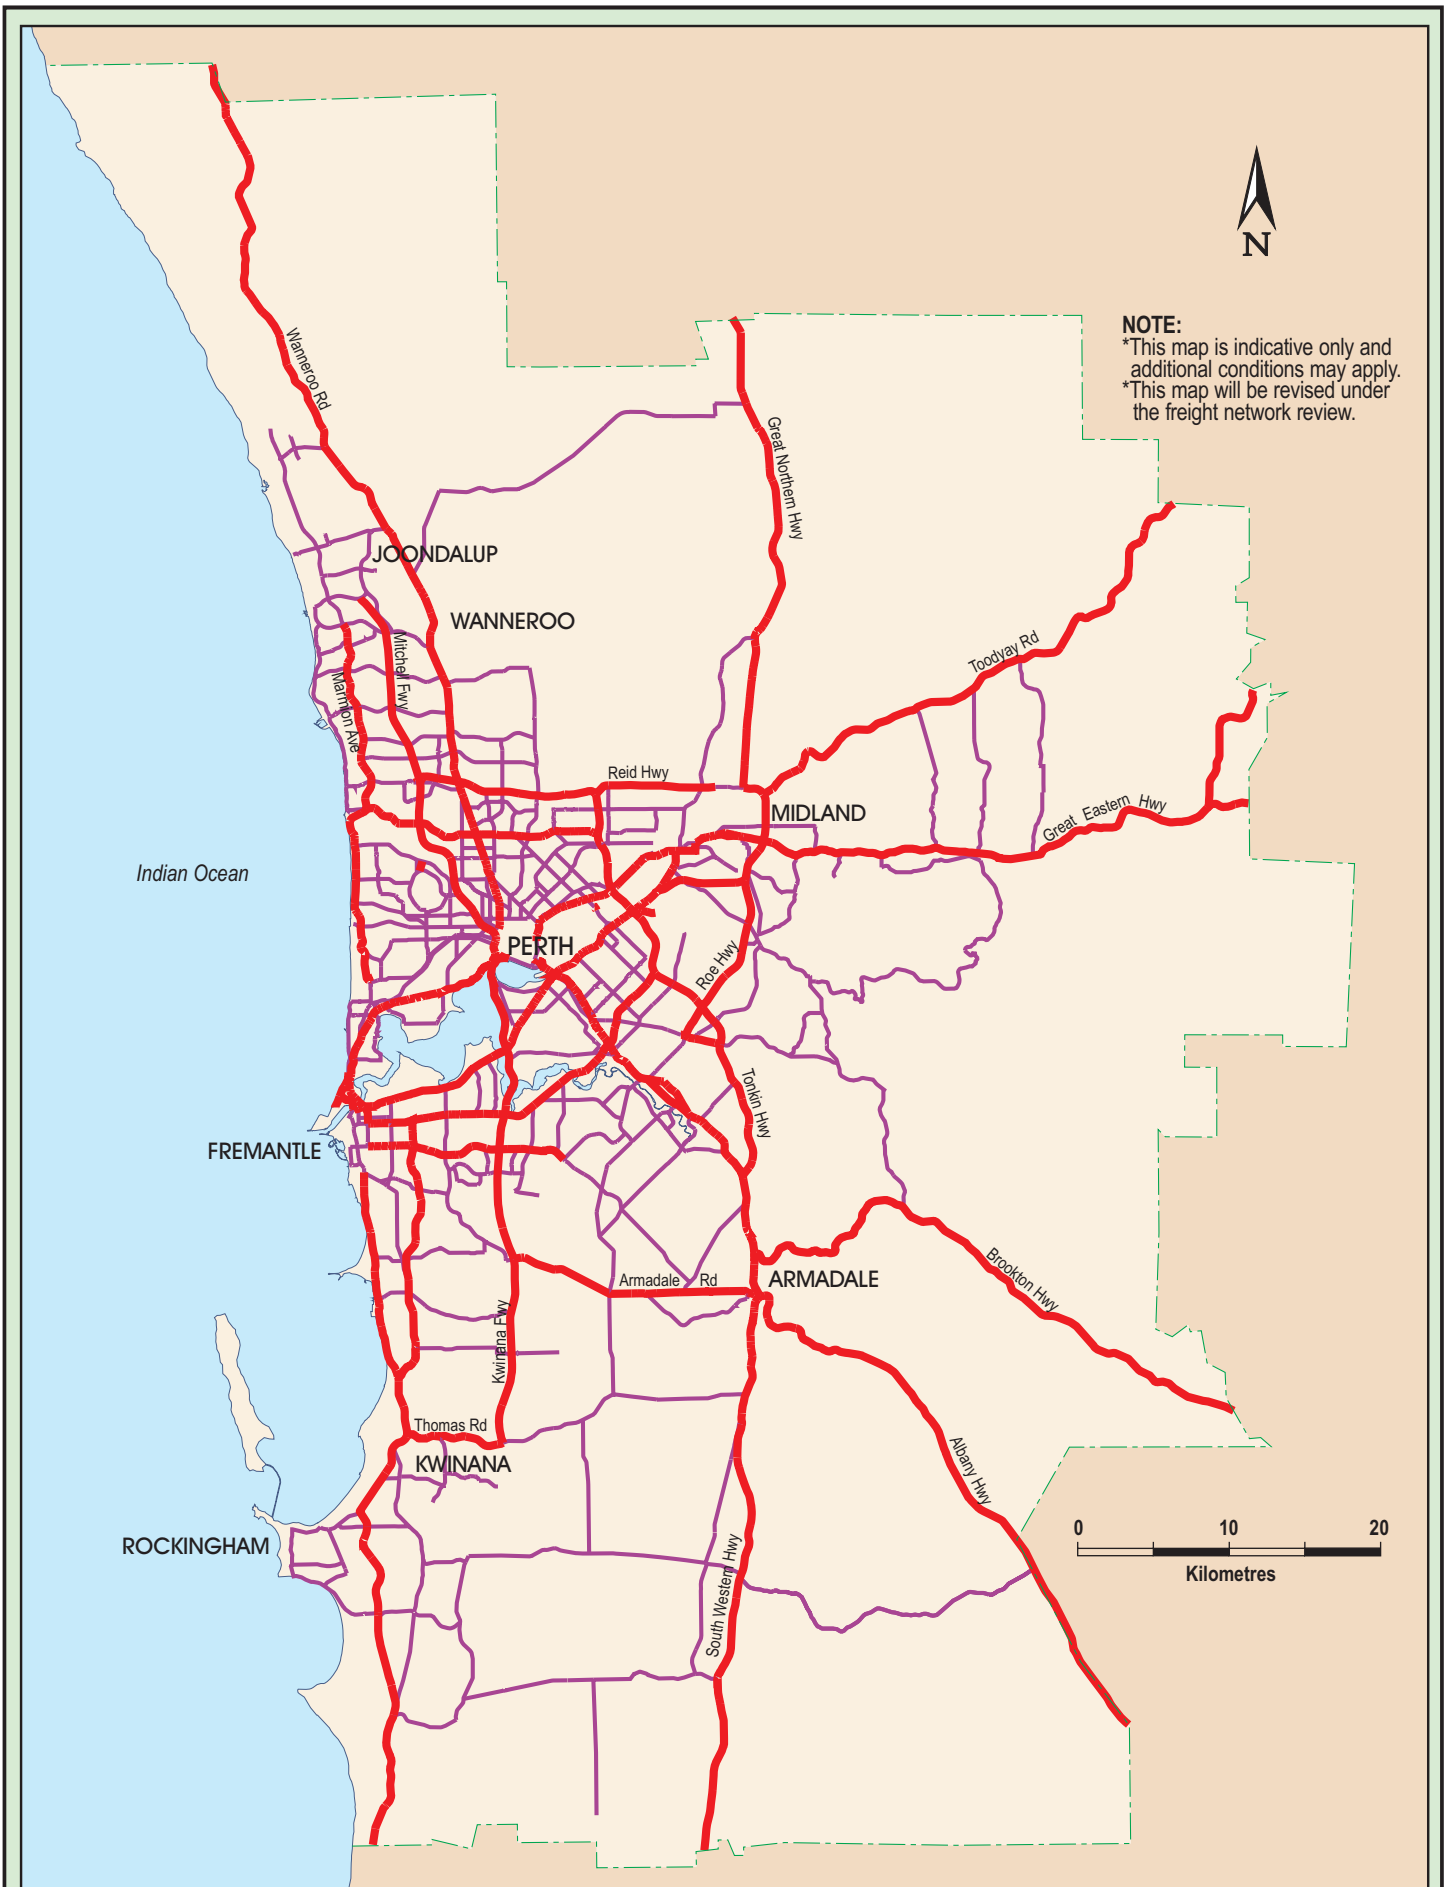 N
NOTE:
*This map is indicative only and
additional conditions may apply.
*This map will be revised under
the freight network review.
Wanneroo Rd
Great Northern Hwy
JOONDALUP
WANNEROO
Mitchell Fwy
Marmion Ave
Toodyay Rd
Reid Hwy
MIDLAND
Great Eastern Hwy
Indian Ocean
PERTH
Roe Hwy
Tonkin Hwy
FREMANTLE
Armadale Rd
ARMADALE
Brookton Hwy
Kwinana Fwy
Thomas Rd
KWINANA
Albany Hwy
ROCKINGHAM
South Western Hwy
0 10 20
Kilometres